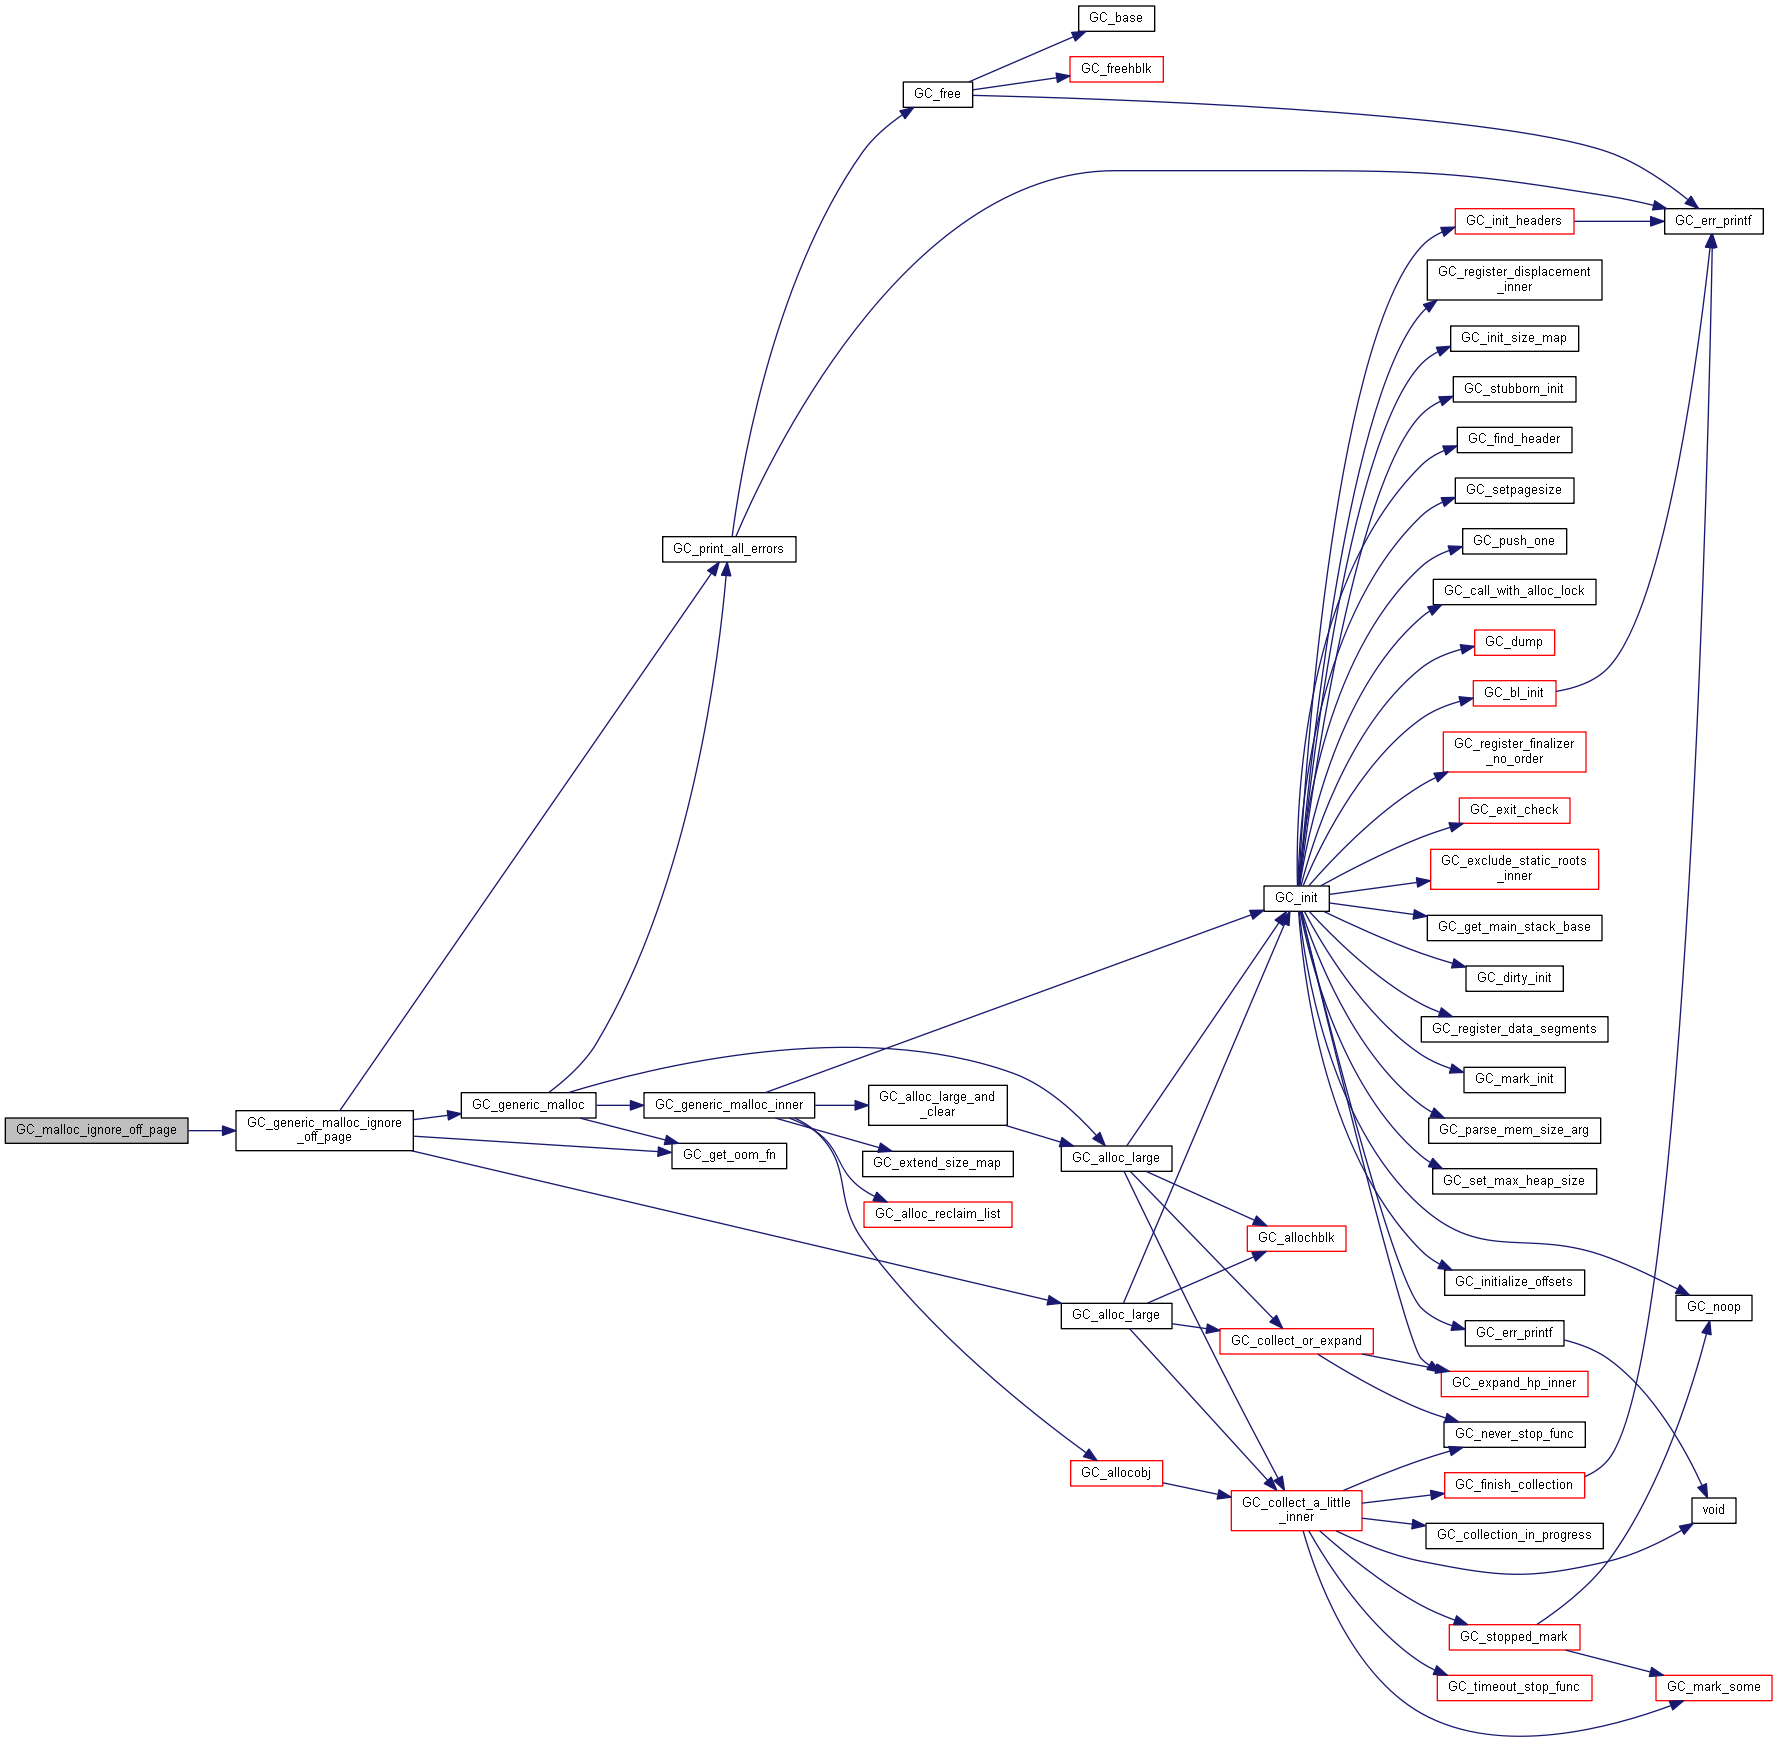 GC_base
GC_freehblk
GC_free
GC_init_headers
GC_err_printf
GC_register_displacement
_inner
GC_init_size_map
GC_stubborn_init
GC_find_header
GC_setpagesize
GC_push_one
GC_print_all_errors
GC_call_with_alloc_lock
GC_dump
GC_bl_init
GC_register_finalizer
_no_order
GC_exit_check
GC_exclude_static_roots
_inner
GC_init
GC_get_main_stack_base
GC_dirty_init
GC_register_data_segments
GC_mark_init
GC_malloc_ignore_off_page
GC_generic_malloc_ignore
_off_page
GC_generic_malloc
GC_generic_malloc_inner
GC_alloc_large_and
_clear
GC_parse_mem_size_arg
GC_get_oom_fn
GC_extend_size_map
GC_alloc_large
GC_set_max_heap_size
GC_alloc_reclaim_list
GC_allochblk
GC_initialize_offsets
GC_noop
GC_alloc_large
GC_err_printf
GC_collect_or_expand
GC_expand_hp_inner
GC_never_stop_func
GC_allocobj
GC_finish_collection
GC_collect_a_little
_inner
void
GC_collection_in_progress
GC_stopped_mark
GC_timeout_stop_func
GC_mark_some